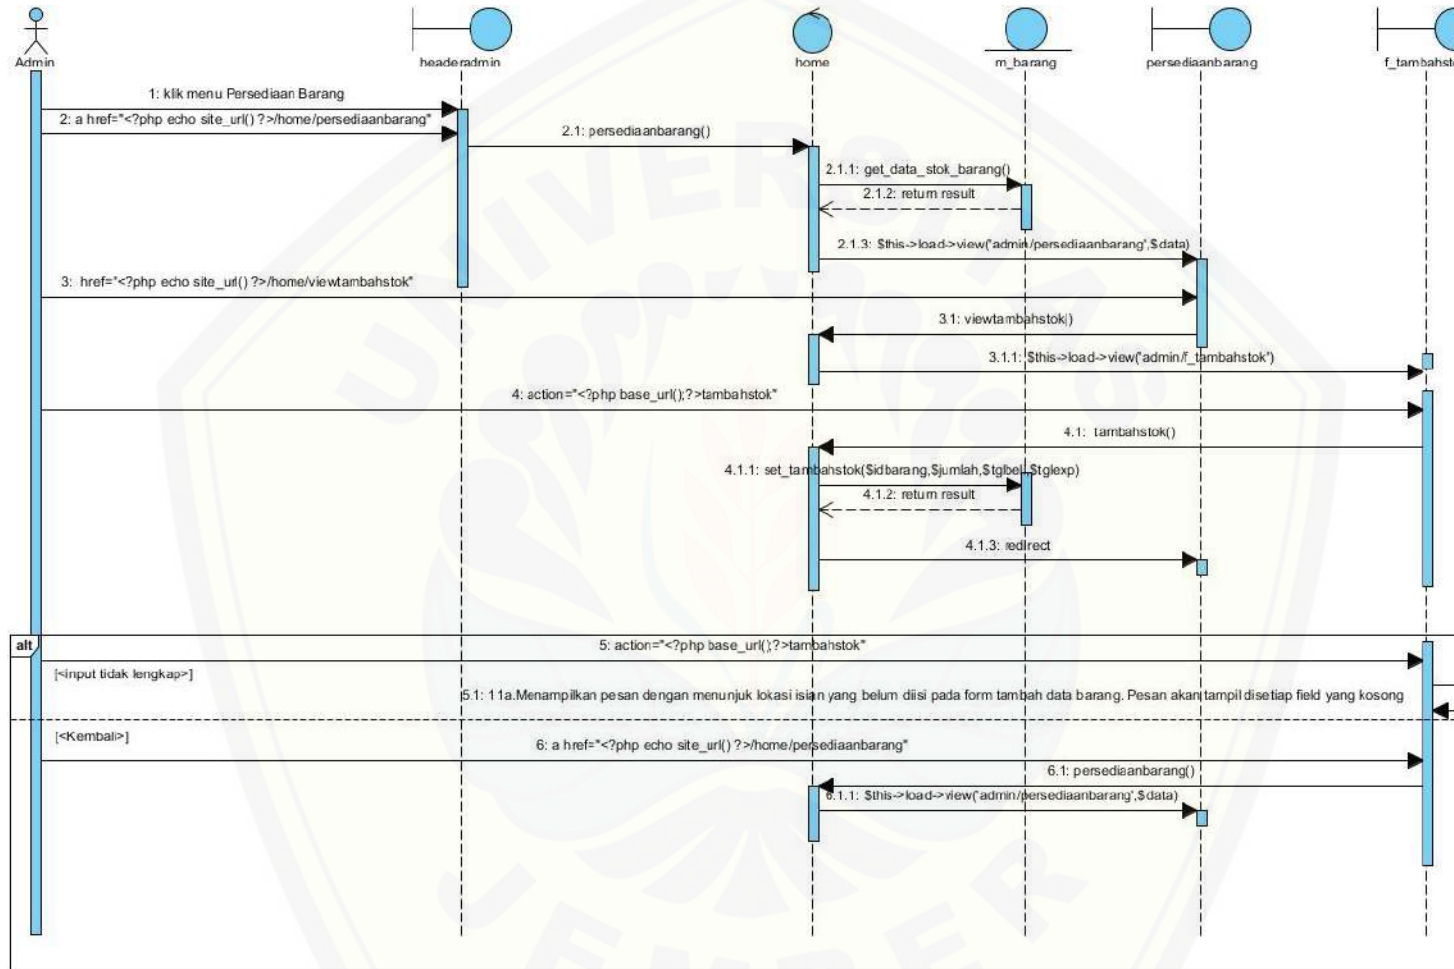 Admin
headeradmin
home
m_barang
persediaanbarang
f_tambahst
1: klik menu Persediaan Barang
2: a href="<?php echo site_url() ?>/home/persediaanbarang"
2.1: persediaanbarang()
2.1.1: get_data_stok_barang()
2.1.2: return result
2.1.3: $this->load->view('admin/persediaanbarang',$data)
3: href="<?php echo site_url() ?>/home/viewtambahstok"
3.1: viewtambahstok()
3.1.1: $this->load->view("admin/f_tambahstok")
4: action="<?php base_url();?>tambahstok"
4.1: tambahstok()
4.1.1: set_tambahstok($idbarang,$jumlah,$tglbeli,$tglexp)
4.1.2: return result
4.1.3: redirect
alt
5: action="<?php base_url();?>tambahstok"
[<input tidak lengkap>]
5.1: 11a.Menampilkan pesan dengan menunjuk lokasi isian yang belum diisi pada form tambah data barang. Pesan akan tampil disetiap field yang kosong
[<Kembali>]
6: a href="<?php echo site_url() ?>/home/persediaanbarang"
6.1: persediaanbarang()
6.1.1: $this->load->view('admin/persediaanbarang',$data)
UNIVERSITAS
JEMBER